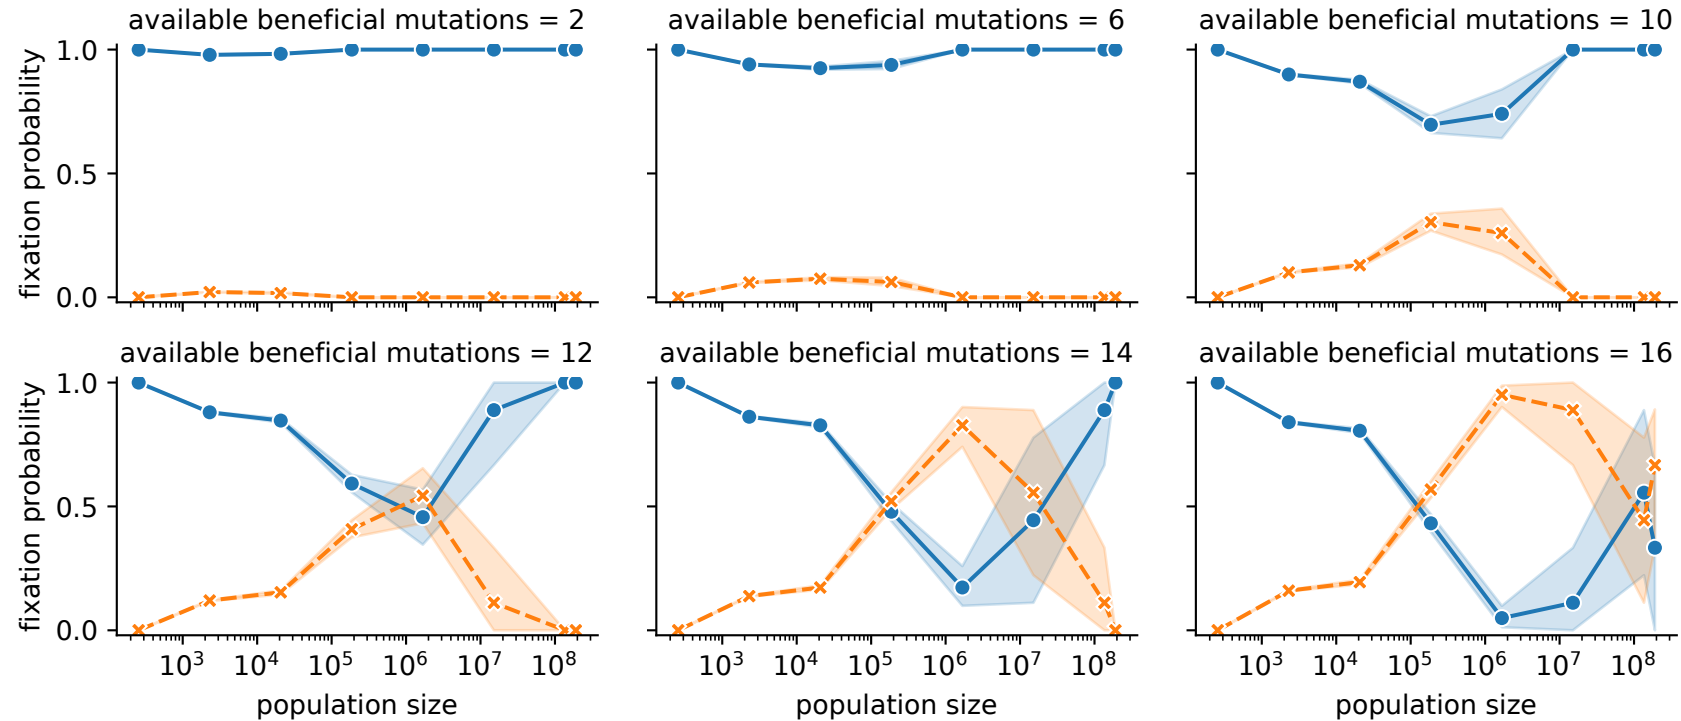 available beneficial mutations = 2
available beneficial mutations = 6
available beneficial mutations = 10
fixation probability
1.0
0.5
0.0
available beneficial mutations = 12
available beneficial mutations = 14
available beneficial mutations = 16
fixation probability
1.0
0.5
0.0
10³ 10⁴ 10⁵ 10⁶ 10⁷ 10⁸
10³ 10⁴ 10⁵ 10⁶ 10⁷ 10⁸
10³ 10⁴ 10⁵ 10⁶ 10⁷ 10⁸
population size
population size
population size